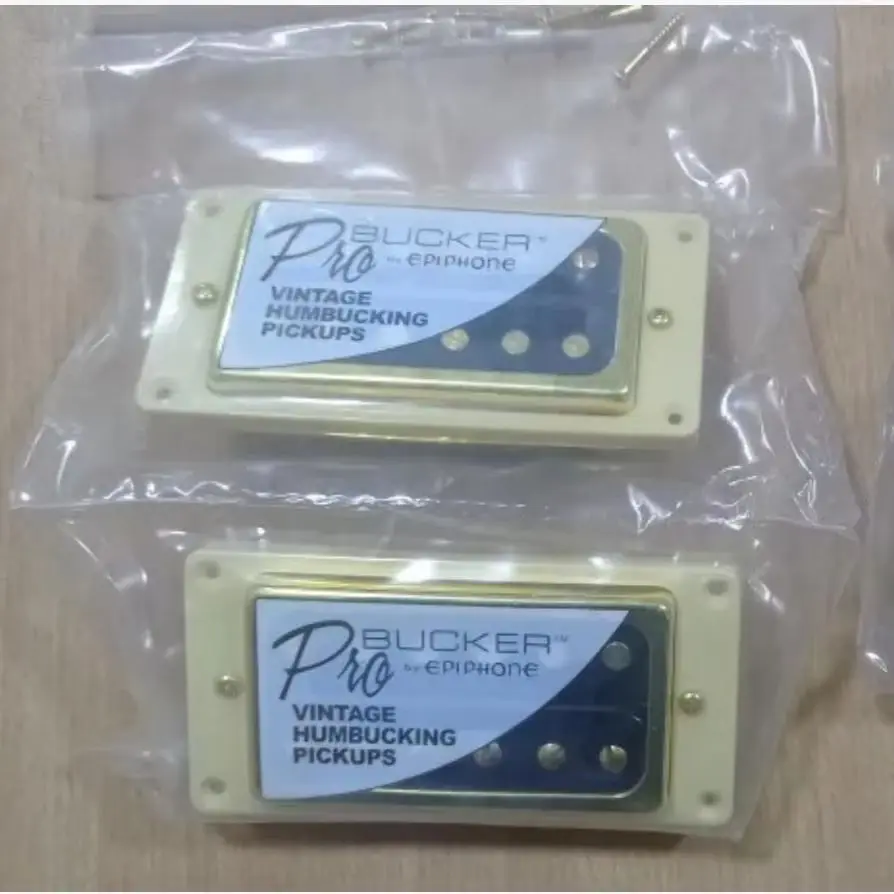 Pro BUCKER™
by EPIPHONE
VINTAGE
HUMBUCKING
PICKUPS
Pro BUCKER™
by EPIPHONE
VINTAGE
HUMBUCKING
PICKUPS